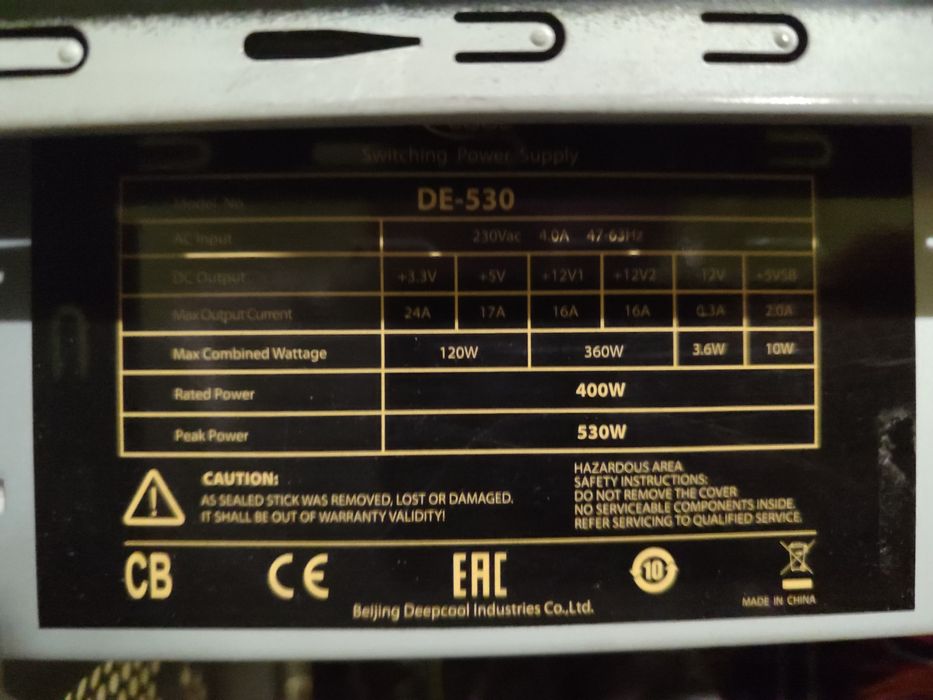 Switching Power Supply
Model No. DE-530
AC Input 230Vac 4.0A 47-63Hz
DC Output +3.3V +5V +12V1 +12V2 -12V +5VSB
Max Output Current 24A 17A 16A 16A 0.3A 2.0A
Max Combined Wattage 120W 360W 3.6W 10W
Rated Power 400W
Peak Power 530W
CAUTION:
AS SEALED STICK WAS REMOVED, LOST OR DAMAGED.
IT SHALL BE OUT OF WARRANTY VALIDITY!
HAZARDOUS AREA
SAFETY INSTRUCTIONS:
DO NOT REMOVE THE COVER
NO SERVICEABLE COMPONENTS INSIDE.
REFER SERVICING TO QUALIFIED SERVICE.
CB CE EAC 10
MADE IN CHINA
Beijing Deepcool Industries Co.,Ltd.